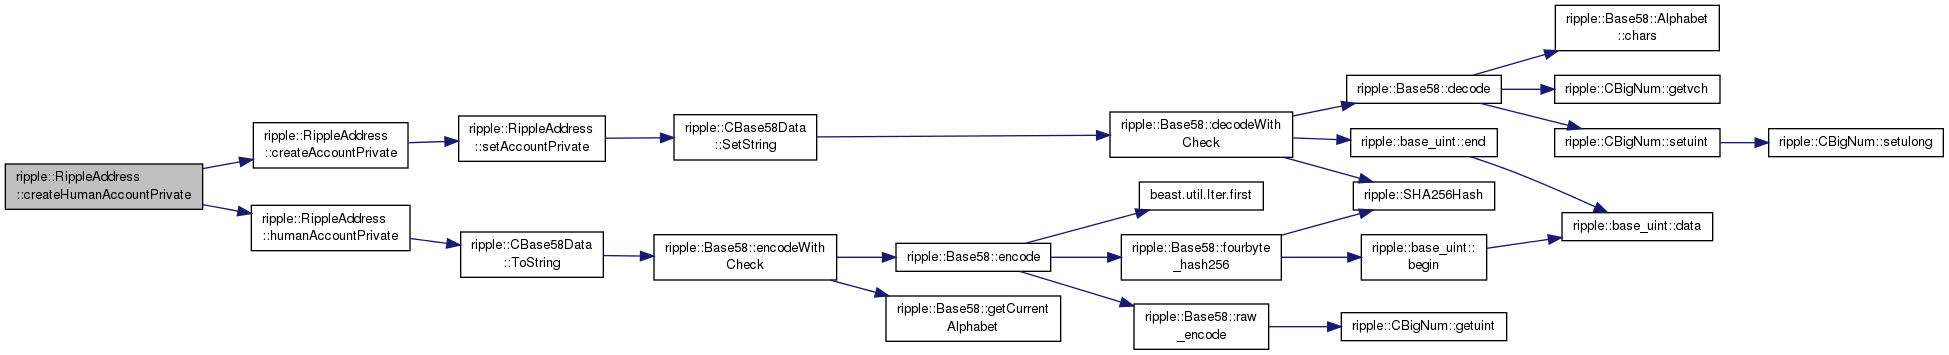 ripple::RippleAddress
::createHumanAccountPrivate
ripple::RippleAddress
::createAccountPrivate
ripple::RippleAddress
::setAccountPrivate
ripple::CBase58Data
::SetString
ripple::Base58::decodeWith
Check
ripple::Base58::decode
ripple::Base58::Alphabet
::chars
ripple::CBigNum::getvch
ripple::CBigNum::setuint
ripple::CBigNum::setulong
ripple::base_uint::end
ripple::SHA256Hash
ripple::base_uint::data
ripple::RippleAddress
::humanAccountPrivate
ripple::CBase58Data
::ToString
ripple::Base58::encodeWith
Check
ripple::Base58::encode
ripple::Base58::getCurrent
Alphabet
beast.util.Iter.first
ripple::Base58::fourbyte
_hash256
ripple::base_uint::
begin
ripple::Base58::raw
_encode
ripple::CBigNum::getuint